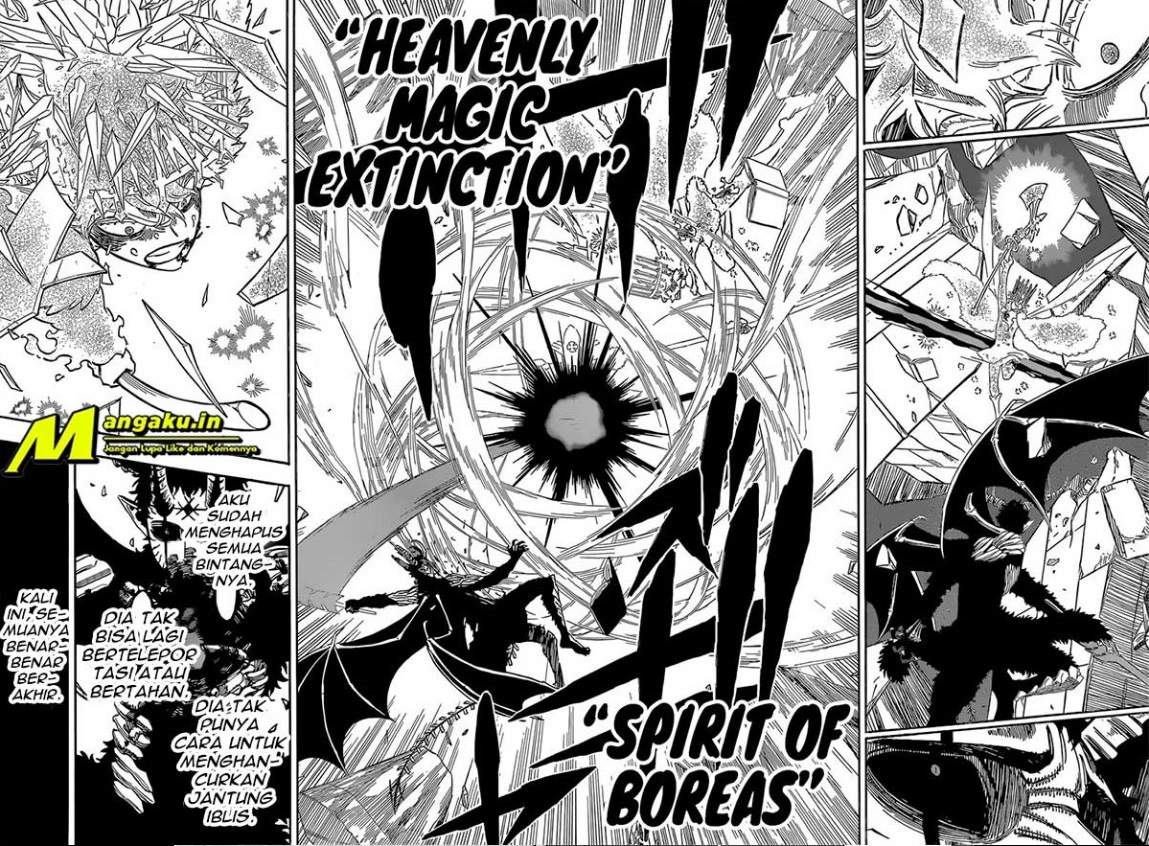 “HEAVENLY
MAGIC
EXTINCTION”
“SPIRIT OF
BOREAS”
Mangaku.in
Jangan Lupa Like dan Komennya
AKU
SUDAH
MENGHAPUS
SEMUA
BINTANG-
NYA.
DIA TAK
BISA LAGI
BERTELEPOR
TASI ATAU
BERTAHAN.
DIA TAK
PUNYA
CARA UNTUK
MENGHAN-
CURKAN
JANTUNG
IBLIS.
KALI
INI, SE-
MUANYA
BENAR-
BENAR
BER-
AKHIR.